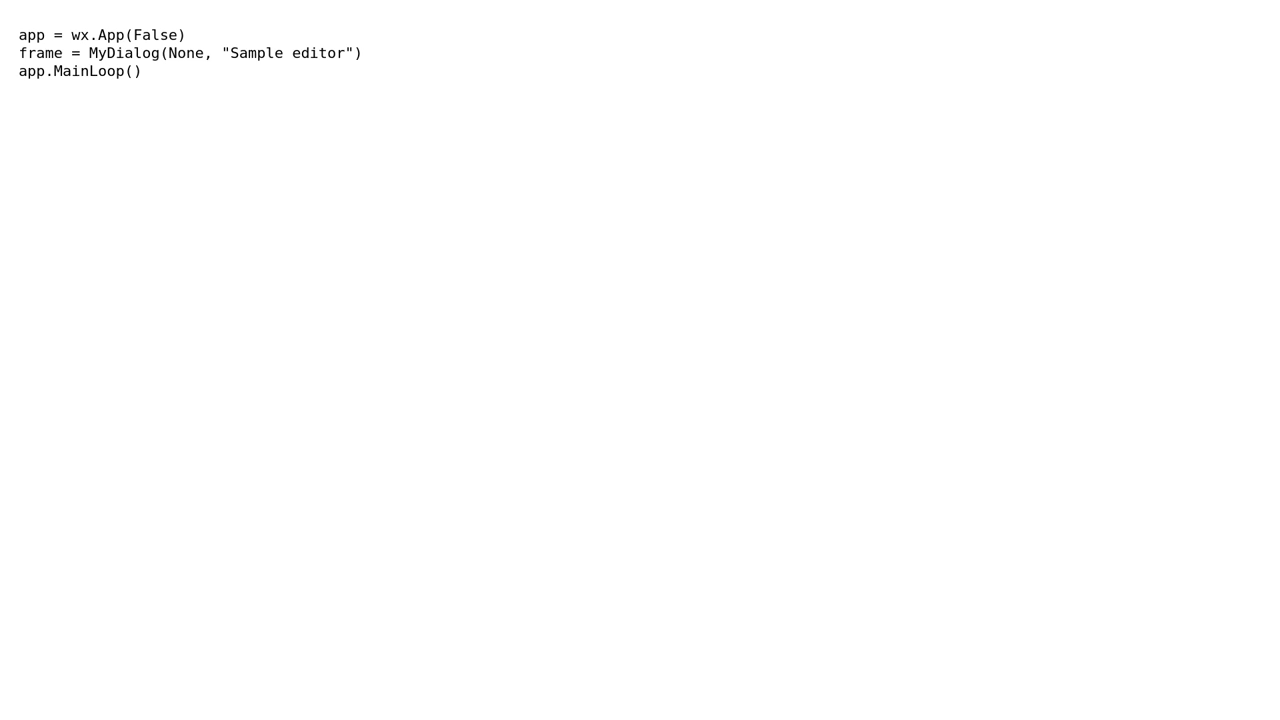 app = wx.App(False)
frame = MyDialog(None, "Sample editor")
app.MainLoop()